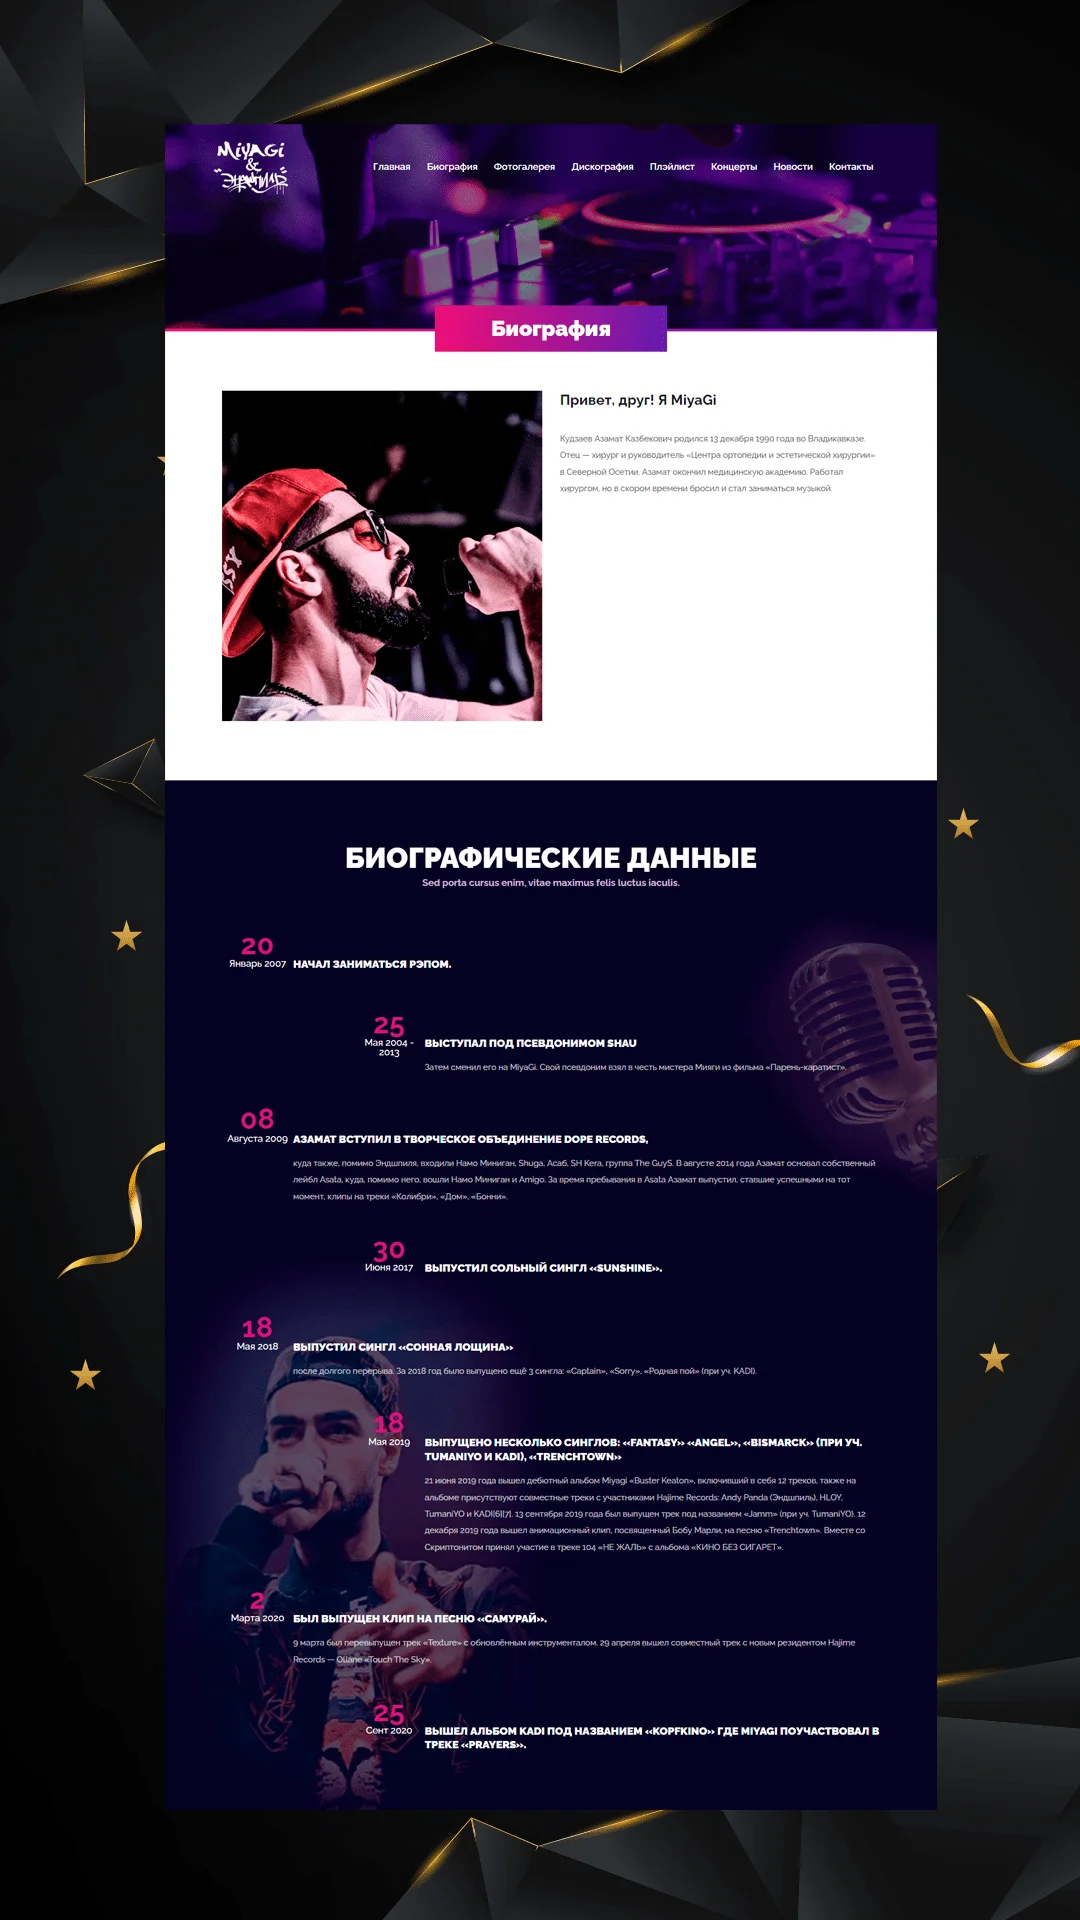 MiYAGi
&
"ЭНДШПИЛЬ"
Главная Биография Фотогалерея Дискография Плэйлист Концерты Новости Контакты
Биография
Привет, друг! Я MiyaGi
Кудзаев Азамат Казбекович родился 13 декабря 1990 года во Владикавказе.
Отец — хирург и руководитель «Центра ортопедии и эстетической хирургии»
в Северной Осетии. Азамат окончил медицинскую академию. Работал
хирургом, но в скором времени бросил и стал заниматься музыкой.
SSY
БИОГРАФИЧЕСКИЕ ДАННЫЕ
Sed porta cursus enim, vitae maximus felis luctus iaculis.
20
Январь 2007 НАЧАЛ ЗАНИМАТЬСЯ РЭПОМ.
25
Мая 2004 -
2013
ВЫСТУПАЛ ПОД ПСЕВДОНИМОМ SHAU
Затем сменил его на MiyaGi. Свой псевдоним взял в честь мистера Мияги из фильма «Парень-каратист».
08
Августа 2009 АЗАМАТ ВСТУПИЛ В ТВОРЧЕСКОЕ ОБЪЕДИНЕНИЕ DOPE RECORDS,
куда также, помимо Эндшпиля, входили Намо Миниган, Shuga, Асаб, SH Kera, группа The GuyS. В августе 2014 года Азамат основал собственный
лейбл Asata, куда, помимо него, вошли Намо Миниган и Amigo. За время пребывания в Asata Азамат выпустил, ставшие успешными на тот
момент, клипы на треки «Колибри», «Дом», «Бонни».
30
Июня 2017 ВЫПУСТИЛ СОЛЬНЫЙ СИНГЛ «SUNSHINE».
18
Мая 2018 ВЫПУСТИЛ СИНГЛ «СОННАЯ ЛОЩИНА»
после долгого перерыва. За 2018 год было выпущено ещё 3 сингла: «Captain», «Sorry», «Родная пой» (при уч. KADI).
18
Мая 2019 ВЫПУЩЕНО НЕСКОЛЬКО СИНГЛОВ: «FANTASY» «ANGEL», «BISMARCK» (ПРИ УЧ.
TUMANIYO И KADI), «TRENCHTOWN»
21 июня 2019 года вышел дебютный альбом Miyagi «Buster Keaton», включивший в себя 12 треков, также на
альбоме присутствуют совместные треки с участниками Hajime Records: Andy Panda (Эндшпиль), HLOY,
TumaniYO и KADI[6][7]. 13 сентября 2019 года был выпущен трек под названием «Jamm» (при уч. TumaniYO). 12
декабря 2019 года вышел анимационный клип, посвященный Бобу Марли, на песню «Trenchtown». Вместе со
Скриптонитом принял участие в треке 104 «НЕ ЖАЛЬ» с альбома «КИНО БЕЗ СИГАРЕТ».
2
Марта 2020 БЫЛ ВЫПУЩЕН КЛИП НА ПЕСНЮ «САМУРАЙ».
9 марта был перевыпущен трек «Texture» с обновлённым инструменталом. 29 апреля вышел совместный трек с новым резидентом Hajime
Records — Ollane «Touch The Sky».
25
Сент 2020 ВЫШЕЛ АЛЬБОМ KADI ПОД НАЗВАНИЕМ «KOPFKINO» ГДЕ MIYAGI ПОУЧАСТВОВАЛ В
ТРЕКЕ «PRAYERS».